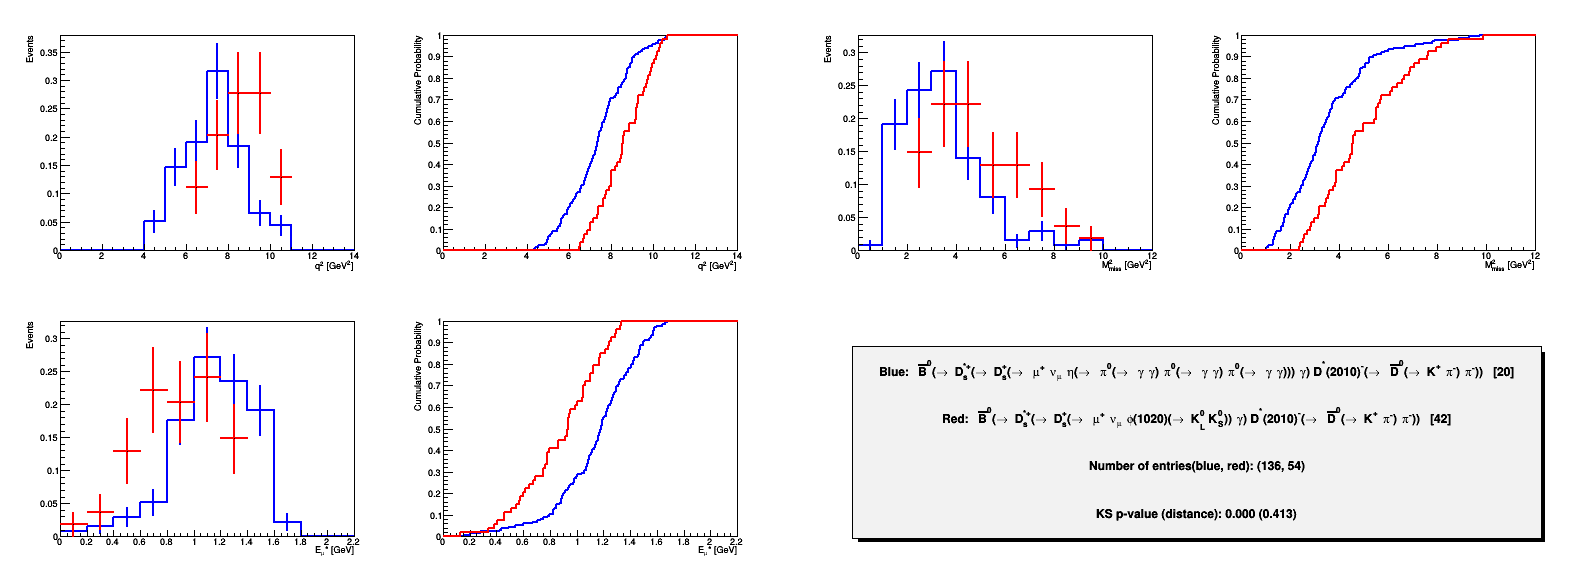 Events
0.35
0.3
0.25
0.2
0.15
0.1
0.05
0
0 2 4 6 8 10 12 14
q² [GeV²]
Cumulative Probability
1
0.9
0.8
0.7
0.6
0.5
0.4
0.3
0.2
0.1
0
0 2 4 6 8 10 12 14
q² [GeV²]
Events
0.3
0.25
0.2
0.15
0.1
0.05
0
0 2 4 6 8 10 12
M²miss [GeV²]
Cumulative Probability
1
0.9
0.8
0.7
0.6
0.5
0.4
0.3
0.2
0.1
0
0 2 4 6 8 10 12
M²miss [GeV²]
Events
0.3
0.25
0.2
0.15
0.1
0.05
0
0 0.2 0.4 0.6 0.8 1 1.2 1.4 1.6 1.8 2 2.2
Eμ* [GeV]
Cumulative Probability
1
0.9
0.8
0.7
0.6
0.5
0.4
0.3
0.2
0.1
0
0 0.2 0.4 0.6 0.8 1 1.2 1.4 1.6 1.8 2 2.2
Eμ* [GeV]
Blue: B̅⁰(→ Dₛ*⁺(→ Dₛ⁺(→ μ⁺ νμ η(→ π⁰(→ γ γ) π⁰(→ γ γ) π⁰(→ γ γ))) γ) D*(2010)⁻(→ D̅⁰(→ K⁺ π⁻) π⁻)) [20]
Red: B̅⁰(→ Dₛ*⁺(→ Dₛ⁺(→ μ⁺ νμ ϕ(1020)(→ K⁰L K⁰S)) γ) D*(2010)⁻(→ D̅⁰(→ K⁺ π⁻) π⁻)) [42]
Number of entries(blue, red): (136, 54)
KS p-value (distance): 0.000 (0.413)